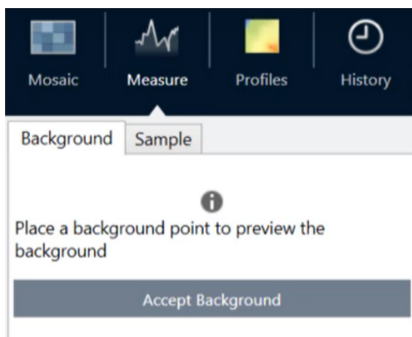 Mosaic Measure Profiles History
Background Sample
Place a background point to preview the
background
Accept Background